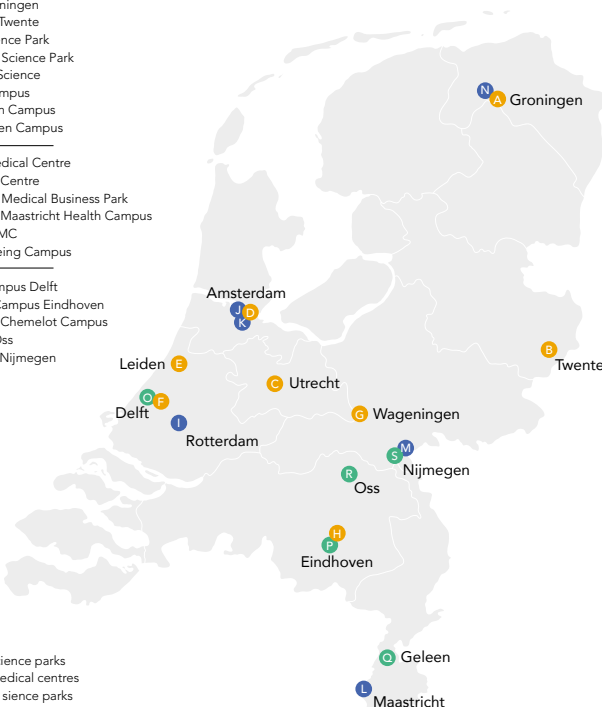 ningen
Twente
nce Park
Science Park
Science
mpus
n Campus
en Campus
edical Centre
Centre
Medical Business Park
Maastricht Health Campus
MC
eing Campus
mpus Delft
Campus Eindhoven
Chemelot Campus
Oss
Nijmegen
N
A Groningen
Amsterdam
J D
K
B
Twente
Leiden E
C Utrecht
O F
Delft
G Wageningen
I
Rotterdam
M
S
Nijmegen
R
Oss
H
P
Eindhoven
Q Geleen
L
Maastricht
ience parks
edical centres
sience parks